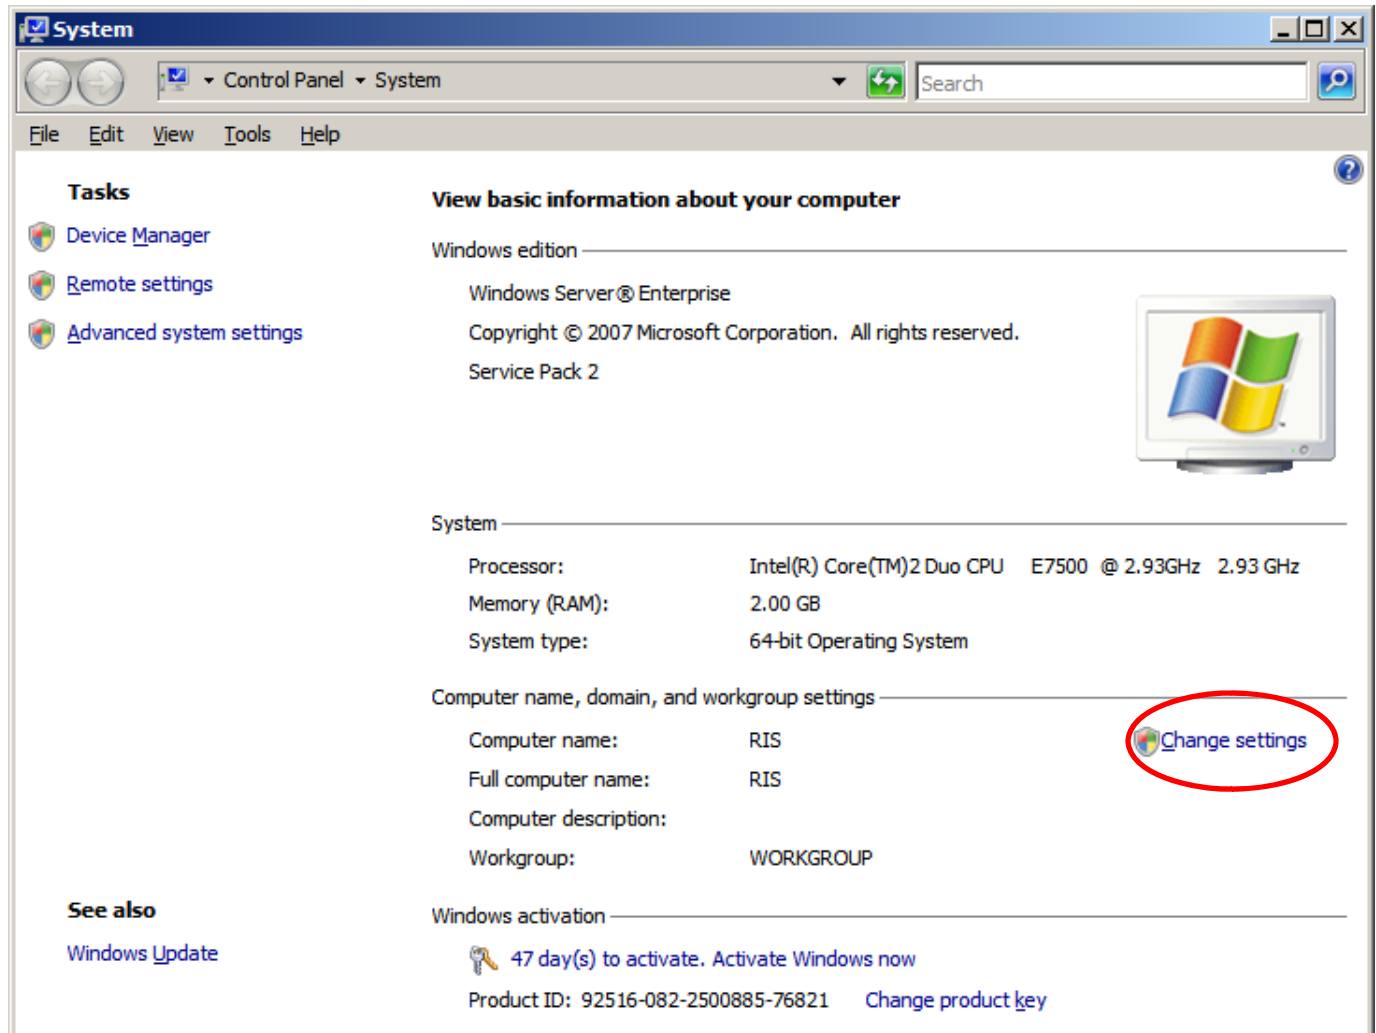 System
Control Panel System
Search
File Edit View Tools Help
Tasks
Device Manager
Remote settings
Advanced system settings
View basic information about your computer
Windows edition
Windows Server® Enterprise
Copyright © 2007 Microsoft Corporation. All rights reserved.
Service Pack 2
System
Processor: Intel(R) Core(TM)2 Duo CPU E7500 @ 2.93GHz 2.93 GHz
Memory (RAM): 2.00 GB
System type: 64-bit Operating System
Computer name, domain, and workgroup settings
Computer name: RIS Change settings
Full computer name: RIS
Computer description:
Workgroup: WORKGROUP
See also
Windows Update
Windows activation
47 day(s) to activate. Activate Windows now
Product ID: 92516-082-2500885-76821 Change product key